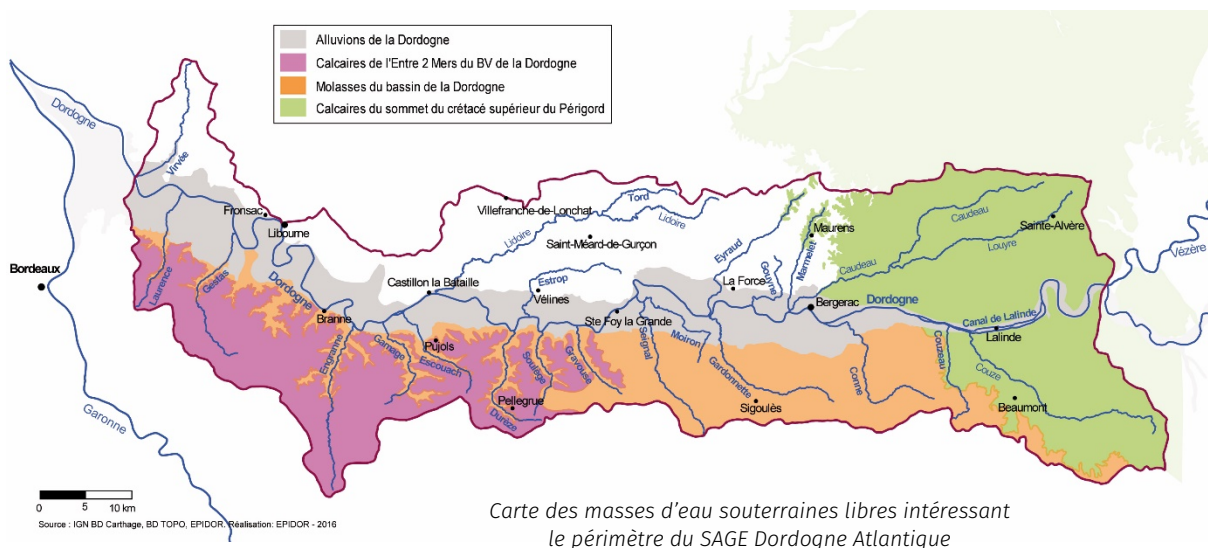 Alluvions de la Dordogne
Calcaires de l'Entre 2 Mers du BV de la Dordogne
Molasses du bassin de la Dordogne
Calcaires du sommet du crétacé supérieur du Périgord
Dordogne
Virvée
Fronsac
Libourne
Villefranche-de-Lonchat
Tord
Lidoire
Lidoire
Saint-Méard-de-Gurçon
Eyraud
Gouyne
Marmelet
Maurens
Caudeau
Sainte-Alvère
Louyre
Caudeau
Vézère
Bordeaux
Laurence
Gestas
Dordogne
Branne
Castillon la Bataille
Estrop
Vélines
La Force
Bergerac
Dordogne
Canal de Lalinde
Lalinde
Ste Foy la Grande
Pujols
Engranne
Gamage
Escouach
Soulège
Gravouse
Seignal
Moiron
Gardonnette
Conne
Couzeau
Couze
Beaumont
Sigoulès
Pellegrue
Durèze
Garonne
0 5 10 km
Source : IGN BD Carthage, BD TOPO, EPIDOR. Réalisation: EPIDOR - 2016
Carte des masses d'eau souterraines libres intéressant
le périmètre du SAGE Dordogne Atlantique